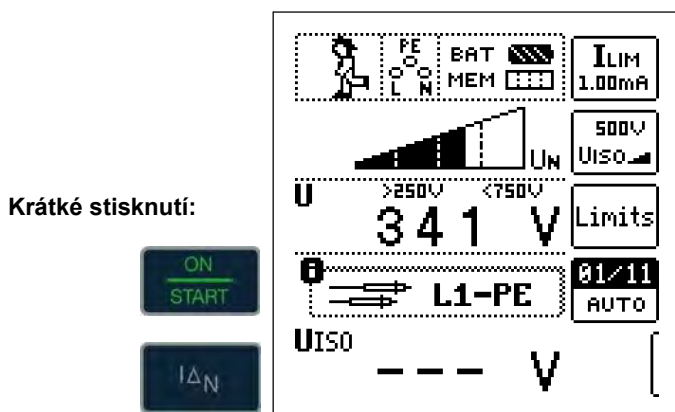 Krátké stisknutí:
ON
START
IΔN
PE
L N
BAT
MEM
ILIM
1.00mA
UN
500V
UISO
U
>250V <750V
341 V
Limits
L1-PE
01/11
AUTO
UISO
--- V